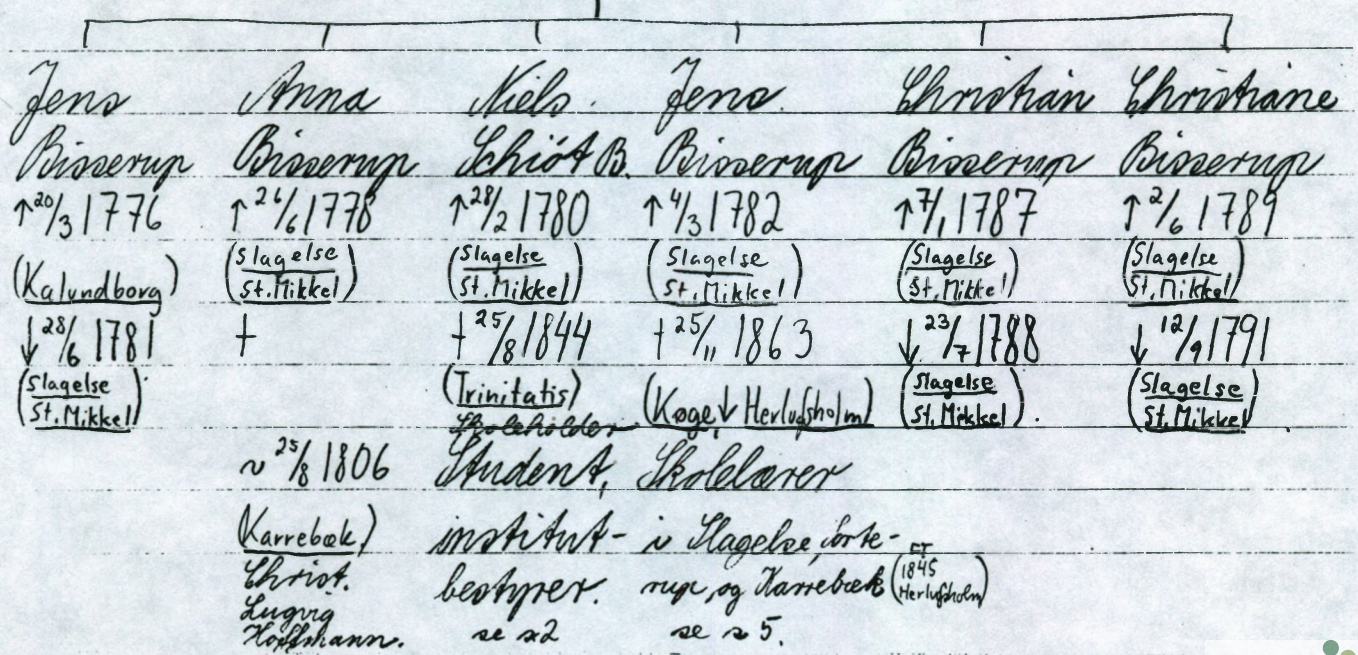 Jens
Bisserup
↑ 20/3 1776
(Kalundborg)
↓ 28/6 1781
(Slagelse
St. Mikkel)
Anna
Bisserup
↑ 26/6 1778
(Slagelse
St. Mikkel)
†
~ 25/8 1806
(Karrebæk)
Christ.
Lugvig
Hoffmann.
Niels
Schiøt B.
↑ 28/2 1780
(Slagelse
St. Mikkel)
† 25/8 1844
(Trinitatis)
Skoleholder
Student,
institut-
bestyrer.
se s 2
Jens
Bisserup
↑ 4/3 1782
(Slagelse
St. Mikkel)
† 25/11 1863
(Køge, ↓ Herlufsholm)
Skolelærer
i Slagelse,
og Karrebæk
(FT
1845
Herlufsholm)
se s 5.
Christian
Bisserup
↑ 7/1 1787
(Slagelse
St. Mikkel)
↓ 23/7 1788
(Slagelse
St. Mikkel).
Christiane
Bisserup
↑ 2/6 1789
(Slagelse
St. Mikkel)
↓ 12/9 1791
(Slagelse
St. Mikkel)